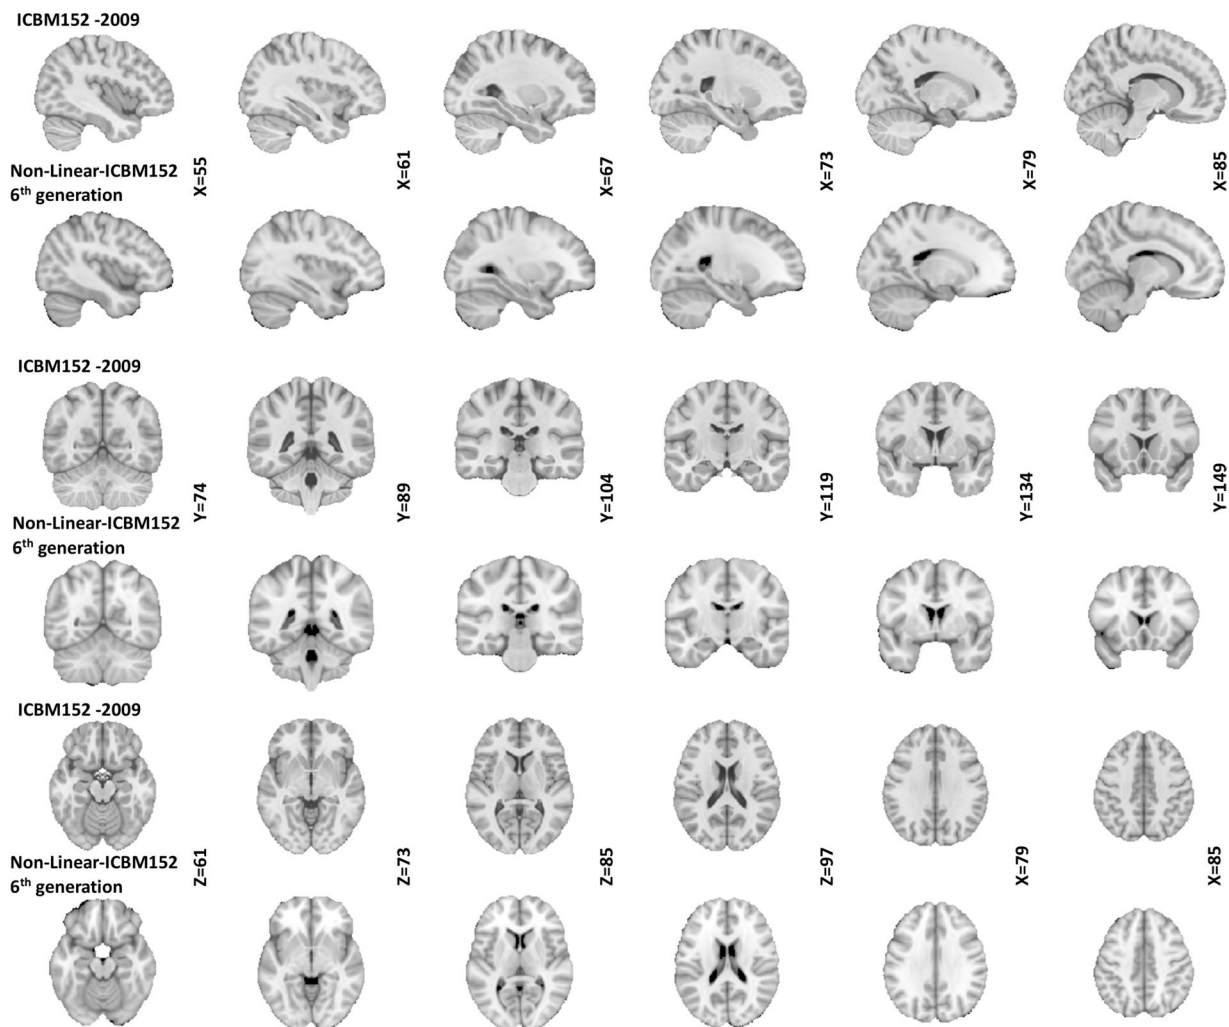 ICBM152 -2009
Non-Linear-ICBM152
6th generation
X=55
X=61
X=67
X=73
X=79
X=85
ICBM152 -2009
Non-Linear-ICBM152
6th generation
Y=74
Y=89
Y=104
Y=119
Y=134
Y=149
ICBM152 -2009
Non-Linear-ICBM152
6th generation
Z=61
Z=73
Z=85
Z=97
X=79
X=85